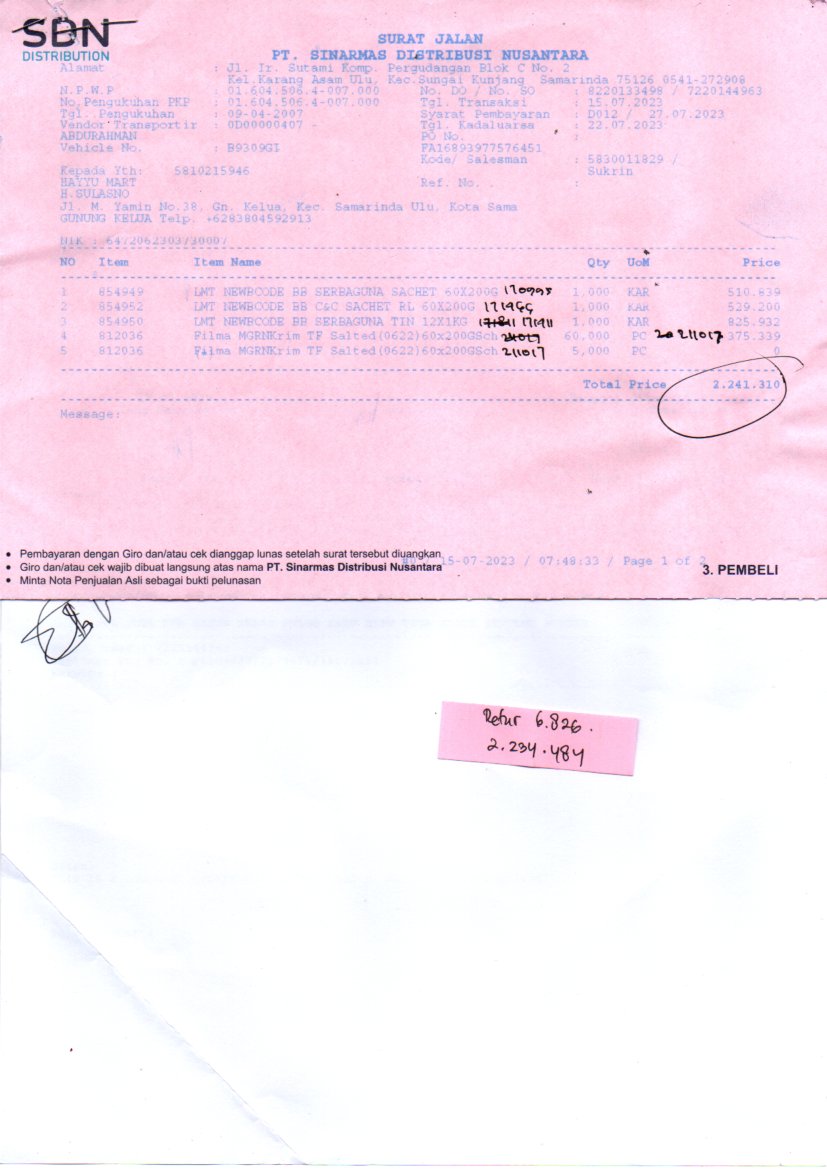 SDN
DISTRIBUTION
SURAT JALAN
PT. SINARMAS DISTRIBUSI NUSANTARA
Alamat : Jl. Ir. Sutami Komp. Pergudangan Blok C No. 2
Kel.Karang Asam Ulu, Kec.Sungai Kunjang Samarinda 75126 0541-272908
N.P.W.P : 01.604.506.4-007.000 No. DO / No. SO : 8220133498 / 7220144963
No.Pengukuhan PKP : 01.604.506.4-007.000 Tgl. Transaksi : 15.07.2023
Tgl. Pengukuhan : 09-04-2007 Syarat Pembayaran : D012 / 27.07.2023
Vendor Transportir : 0D00000407 - Tgl. Kadaluarsa : 22.07.2023
ABDURAHMAN PO No. :
Vehicle No. : B9309GI FA16893977576451
Kode/ Salesman : 5830011829 /
Kepada Yth: 5810215946 Sukrin
HAYYU MART Ref. No. . :
H.SULASNO
Jl. M. Yamin No.38, Gn. Kelua, Kec. Samarinda Ulu, Kota Sama
GUNUNG KELUA Telp. +6283804592913
NIK : 6472062303730007
NO Item Item Name Qty UoM Price
1 854949 LMT NEWBCODE BB SERBAGUNA SACHET 60X200G 170995 1,000 KAR 510.839
2 854952 LMT NEWBCODE BB C&C SACHET RL 60X200G 1,000 KAR 529.200
3 854950 LMT NEWBCODE BB SERBAGUNA TIN 12X1KG 171911 1,000 KAR 825.932
4 812036 Filma MGRNKrim TF Salted(0622)60x200GSch 60,000 PC 211017 375.339
5 812036 Filma MGRNKrim TF Salted(0622)60x200GSch 211017 5,000 PC 0
Total Price 2.241.310
Message:
• Pembayaran dengan Giro dan/atau cek dianggap lunas setelah surat tersebut diuangkan
• Giro dan/atau cek wajib dibuat langsung atas nama PT. Sinarmas Distribusi Nusantara
15-07-2023 / 07:48:33 / Page 1 of 2
• Minta Nota Penjualan Asli sebagai bukti pelunasan
3. PEMBELI
Retur 6.826.
2.234.484